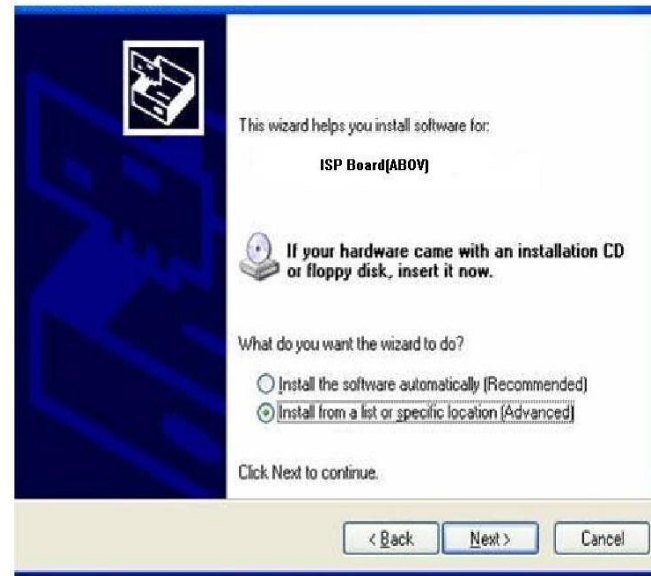 This wizard helps you install software for:
ISP Board(ABOV)
If your hardware came with an installation CD
or floppy disk, insert it now.
What do you want the wizard to do?
Install the software automatically (Recommended)
Install from a list or specific location (Advanced)
Click Next to continue.
< Back Next > Cancel